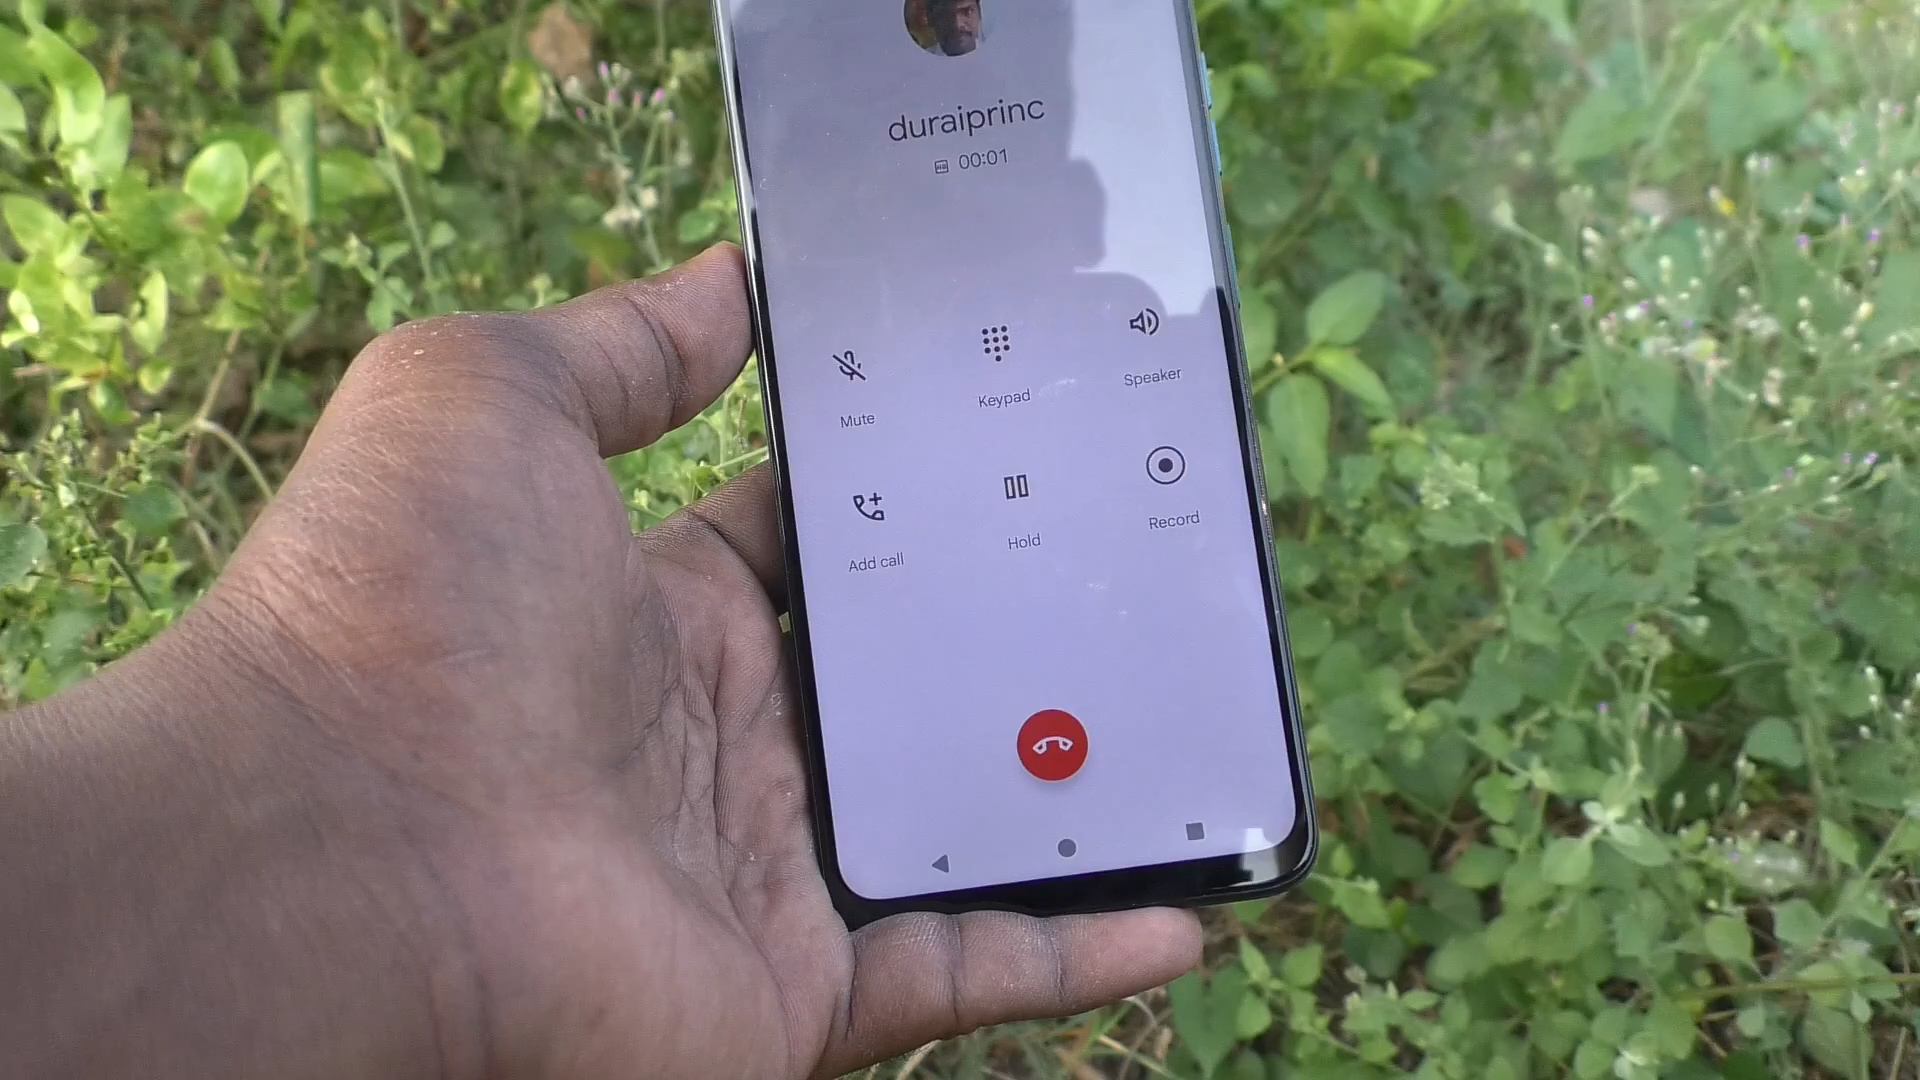 duraiprinc
00:01
Mute
Keypad
Speaker
Add call
Hold
Record